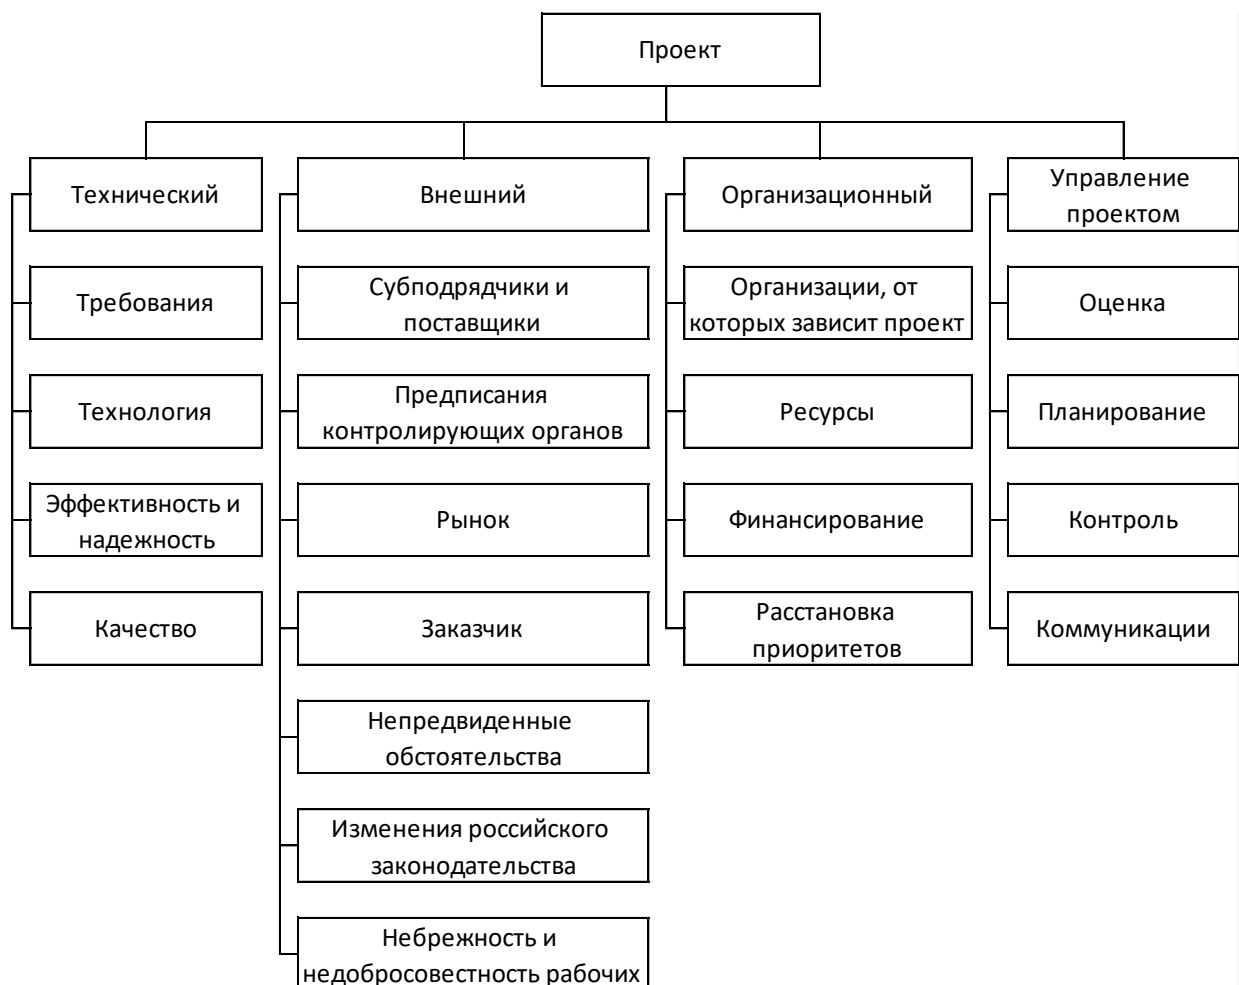 Проект
Технический
Требования
Технология
Эффективность и
надежность
Качество
Внешний
Субподрядчики и
поставщики
Предписания
контролирующих органов
Рынок
Заказчик
Непредвиденные
обстоятельства
Изменения российского
законодательства
Небрежность и
недобросовестность рабочих
Организационный
Организации, от
которых зависит проект
Ресурсы
Финансирование
Расстановка
приоритетов
Управление
проектом
Оценка
Планирование
Контроль
Коммуникации